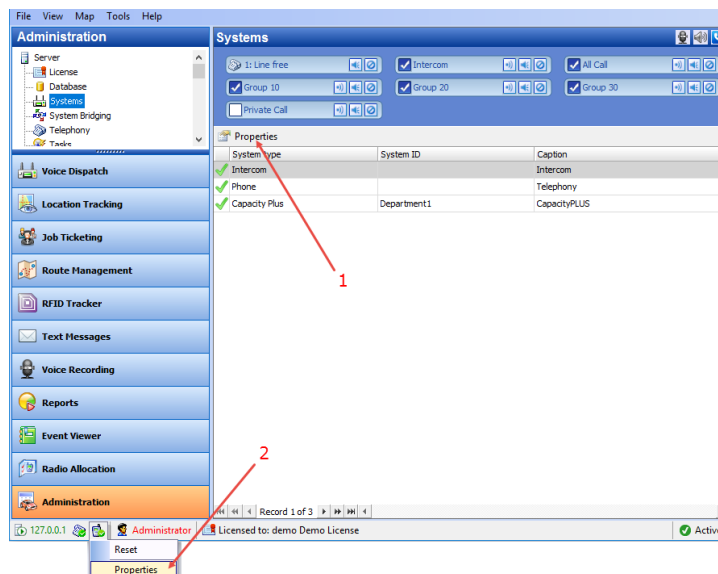 File View Map Tools Help
Administration
Systems
Server
License
Database
Systems
System Bridging
Telephony
Tasks
1: Line free
Intercom
All Call
Group 10
Group 20
Group 30
Private Call
Properties
System type System ID Caption
Intercom Intercom
Phone Telephony
Capacity Plus Department1 CapacityPLUS
1
Voice Dispatch
Location Tracking
Job Ticketing
Route Management
RFID Tracker
Text Messages
Voice Recording
Reports
Event Viewer
Radio Allocation
Administration
2
Record 1 of 3
127.0.0.1 Administrator Licensed to: demo Demo License Active
Reset
Properties